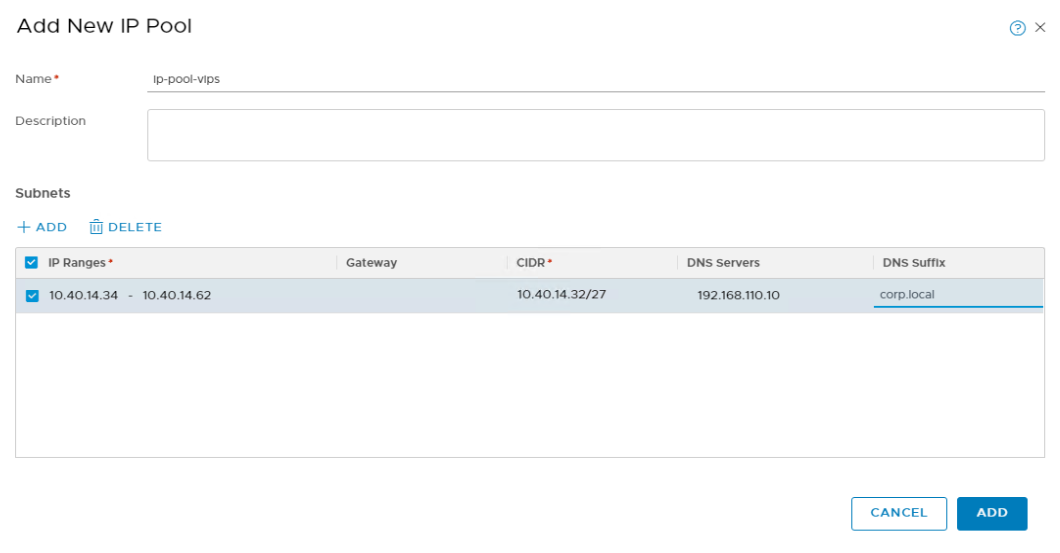 Add New IP Pool
Name*
ip-pool-vips
Description
Subnets
+ ADD DELETE
IP Ranges* Gateway CIDR* DNS Servers DNS Suffix
10.40.14.34 - 10.40.14.62 10.40.14.32/27 192.168.110.10 corp.local
CANCEL ADD